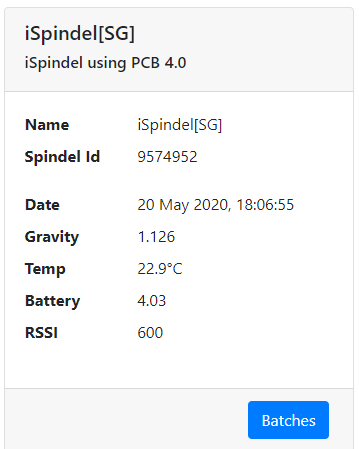 iSpindel[SG]
iSpindel using PCB 4.0
Name iSpindel[SG]
Spindel Id 9574952
Date 20 May 2020, 18:06:55
Gravity 1.126
Temp 22.9°C
Battery 4.03
RSSI 600
Batches